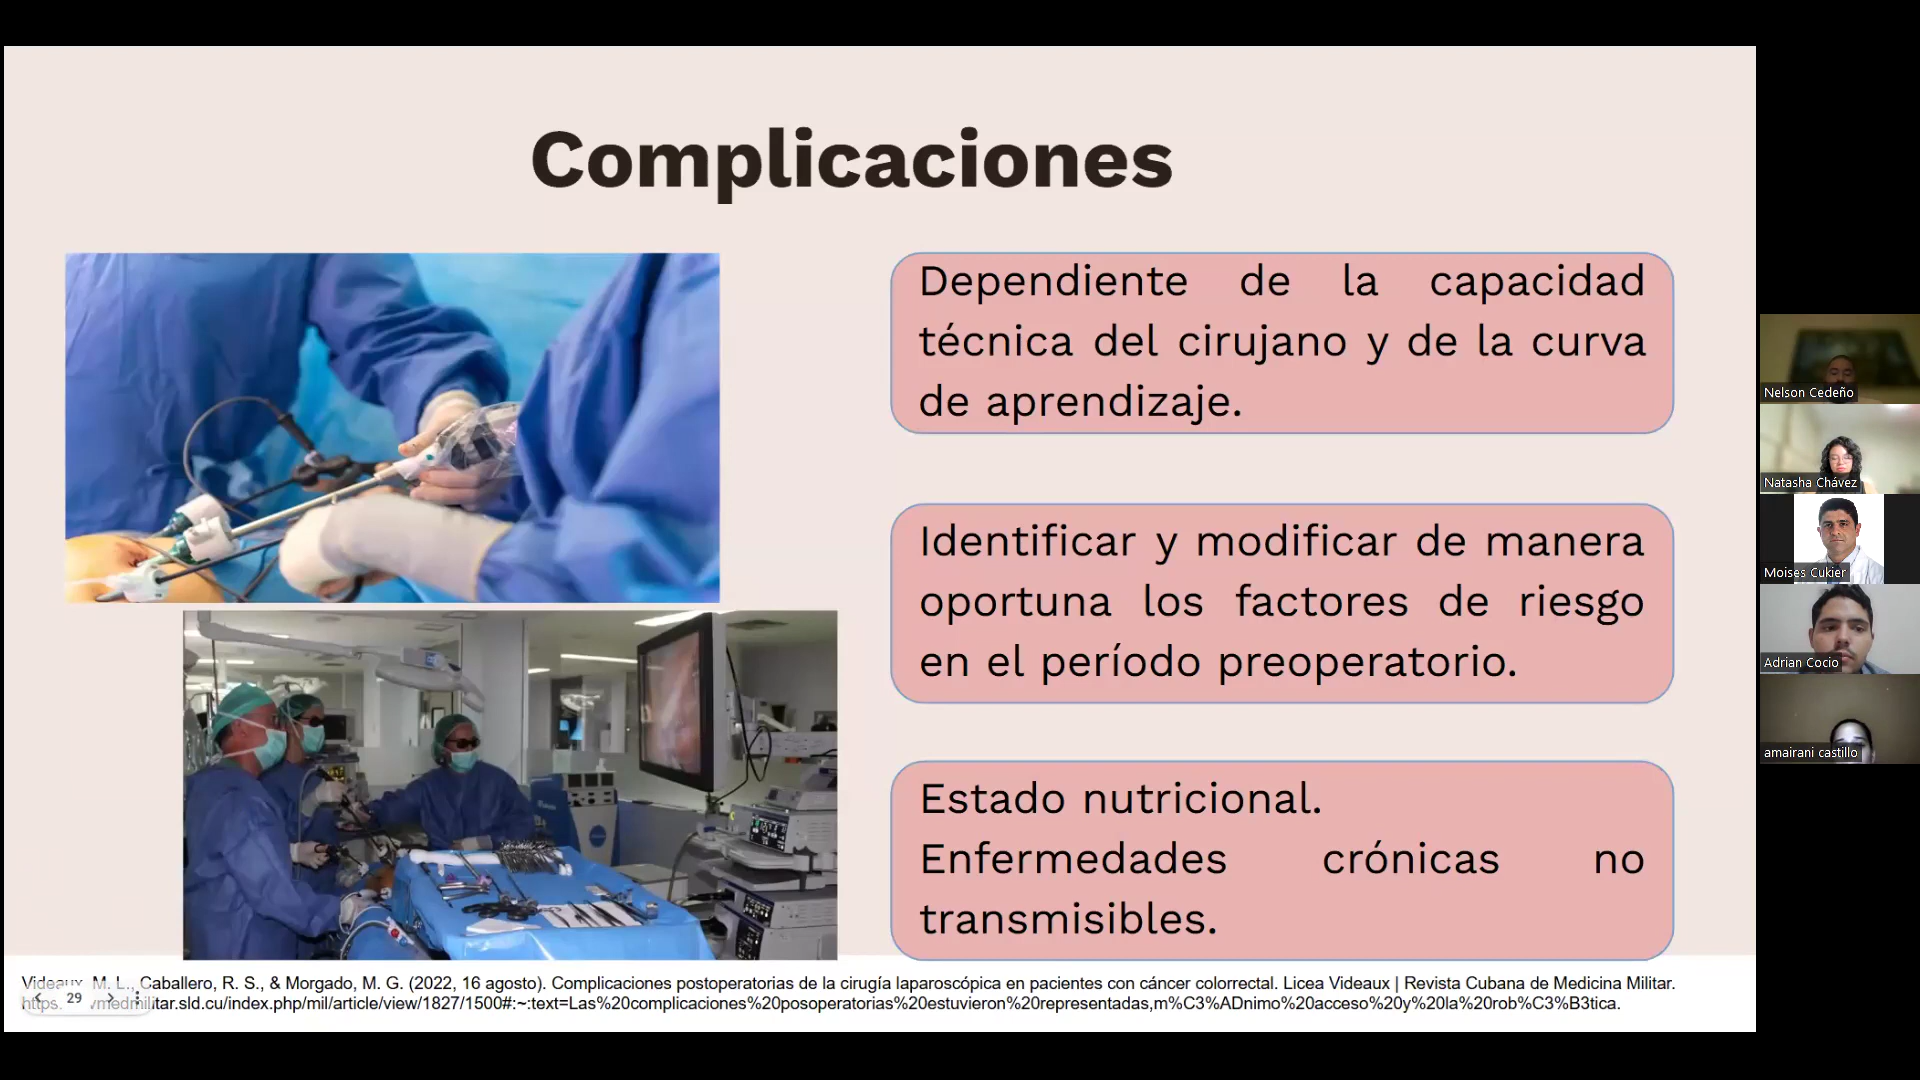 Complicaciones
Dependiente de la capacidad
técnica del cirujano y de la curva
de aprendizaje.
Identificar y modificar de manera
oportuna los factores de riesgo
en el período preoperatorio.
Estado nutricional.
Enfermedades crónicas no
transmisibles.
Videaux, M. L., Caballero, R. S., & Morgado, M. G. (2022, 16 agosto). Complicaciones postoperatorias de la cirugía laparoscópica en pacientes con cáncer colorrectal. Licea Videaux | Revista Cubana de Medicina Militar.
https. vmedmilitar.sld.cu/index.php/mil/article/view/1827/1500#:~:text=Las%20complicaciones%20posoperatorias%20estuvieron%20representadas,m%C3%ADnimo%20acceso%20y%20la%20rob%C3%B3tica.
29
Nelson Cedeño
Natasha Chávez
Moises Cukier
Adrian Cocio
amairani castillo